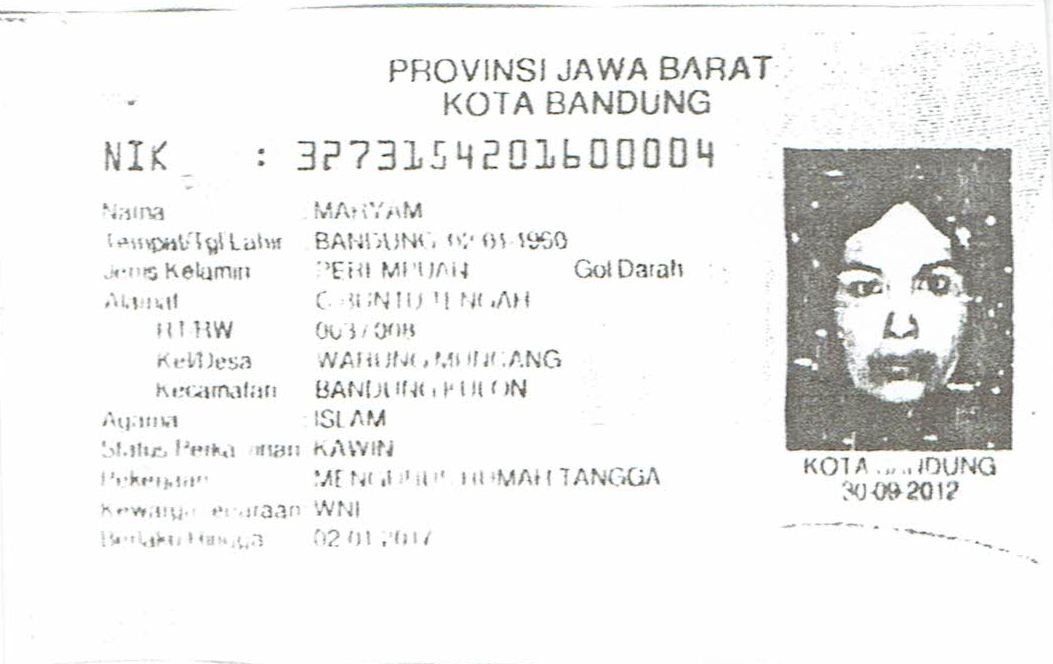 PROVINSI JAWA BARAT
KOTA BANDUNG
NIK : 3273154201600004
Nama : MARYAM
Tempat/Tgl Lahir : BANDUNG, 02-01-1960
Jenis Kelamin : PEREMPUAN Gol Darah
Alamat : CIBUNTU TENGAH
RT/RW : 003/008
Kel/Desa : WARUNG MUNCANG
Kecamatan : BANDUNG KULON
Agama : ISLAM
Status Perkawinan : KAWIN
Pekerjaan : MENGURUS RUMAH TANGGA
Kewarganegaraan : WNI
Berlaku Hingga : 02-01-2017
KOTA BANDUNG
30-09-2012